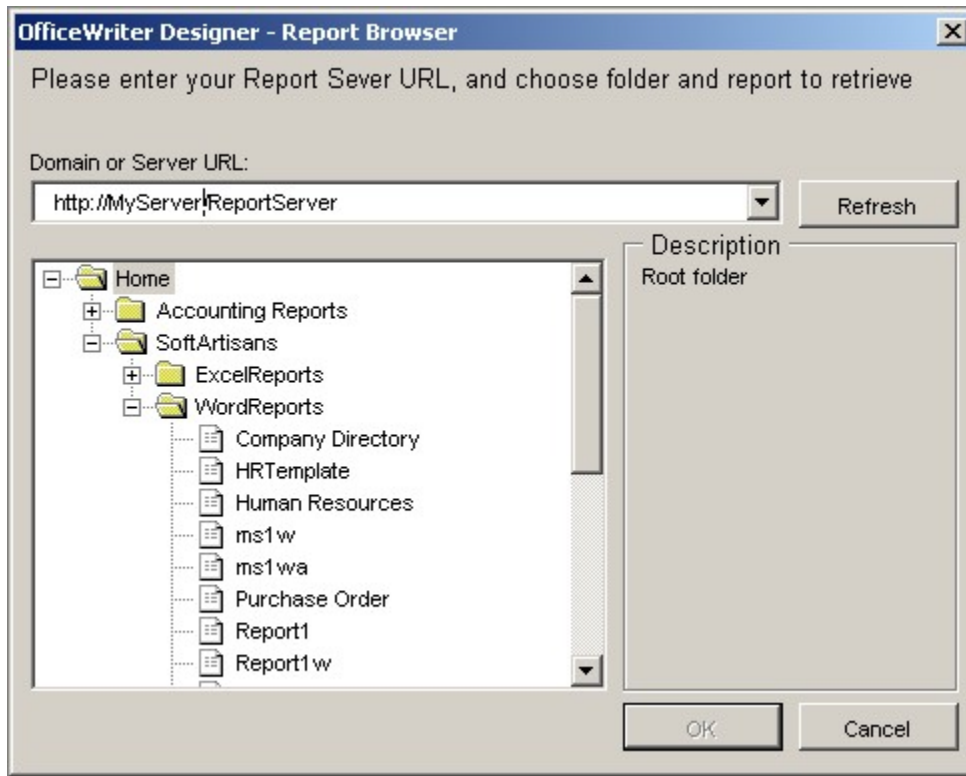 OfficeWriter Designer - Report Browser
Please enter your Report Sever URL, and choose folder and report to retrieve
Domain or Server URL:
http://MyServer/ReportServer
Refresh
Home
Accounting Reports
SoftArtisans
ExcelReports
WordReports
Company Directory
HRTemplate
Human Resources
ms1w
ms1wa
Purchase Order
Report1
Report1w
Description
Root folder
OK
Cancel